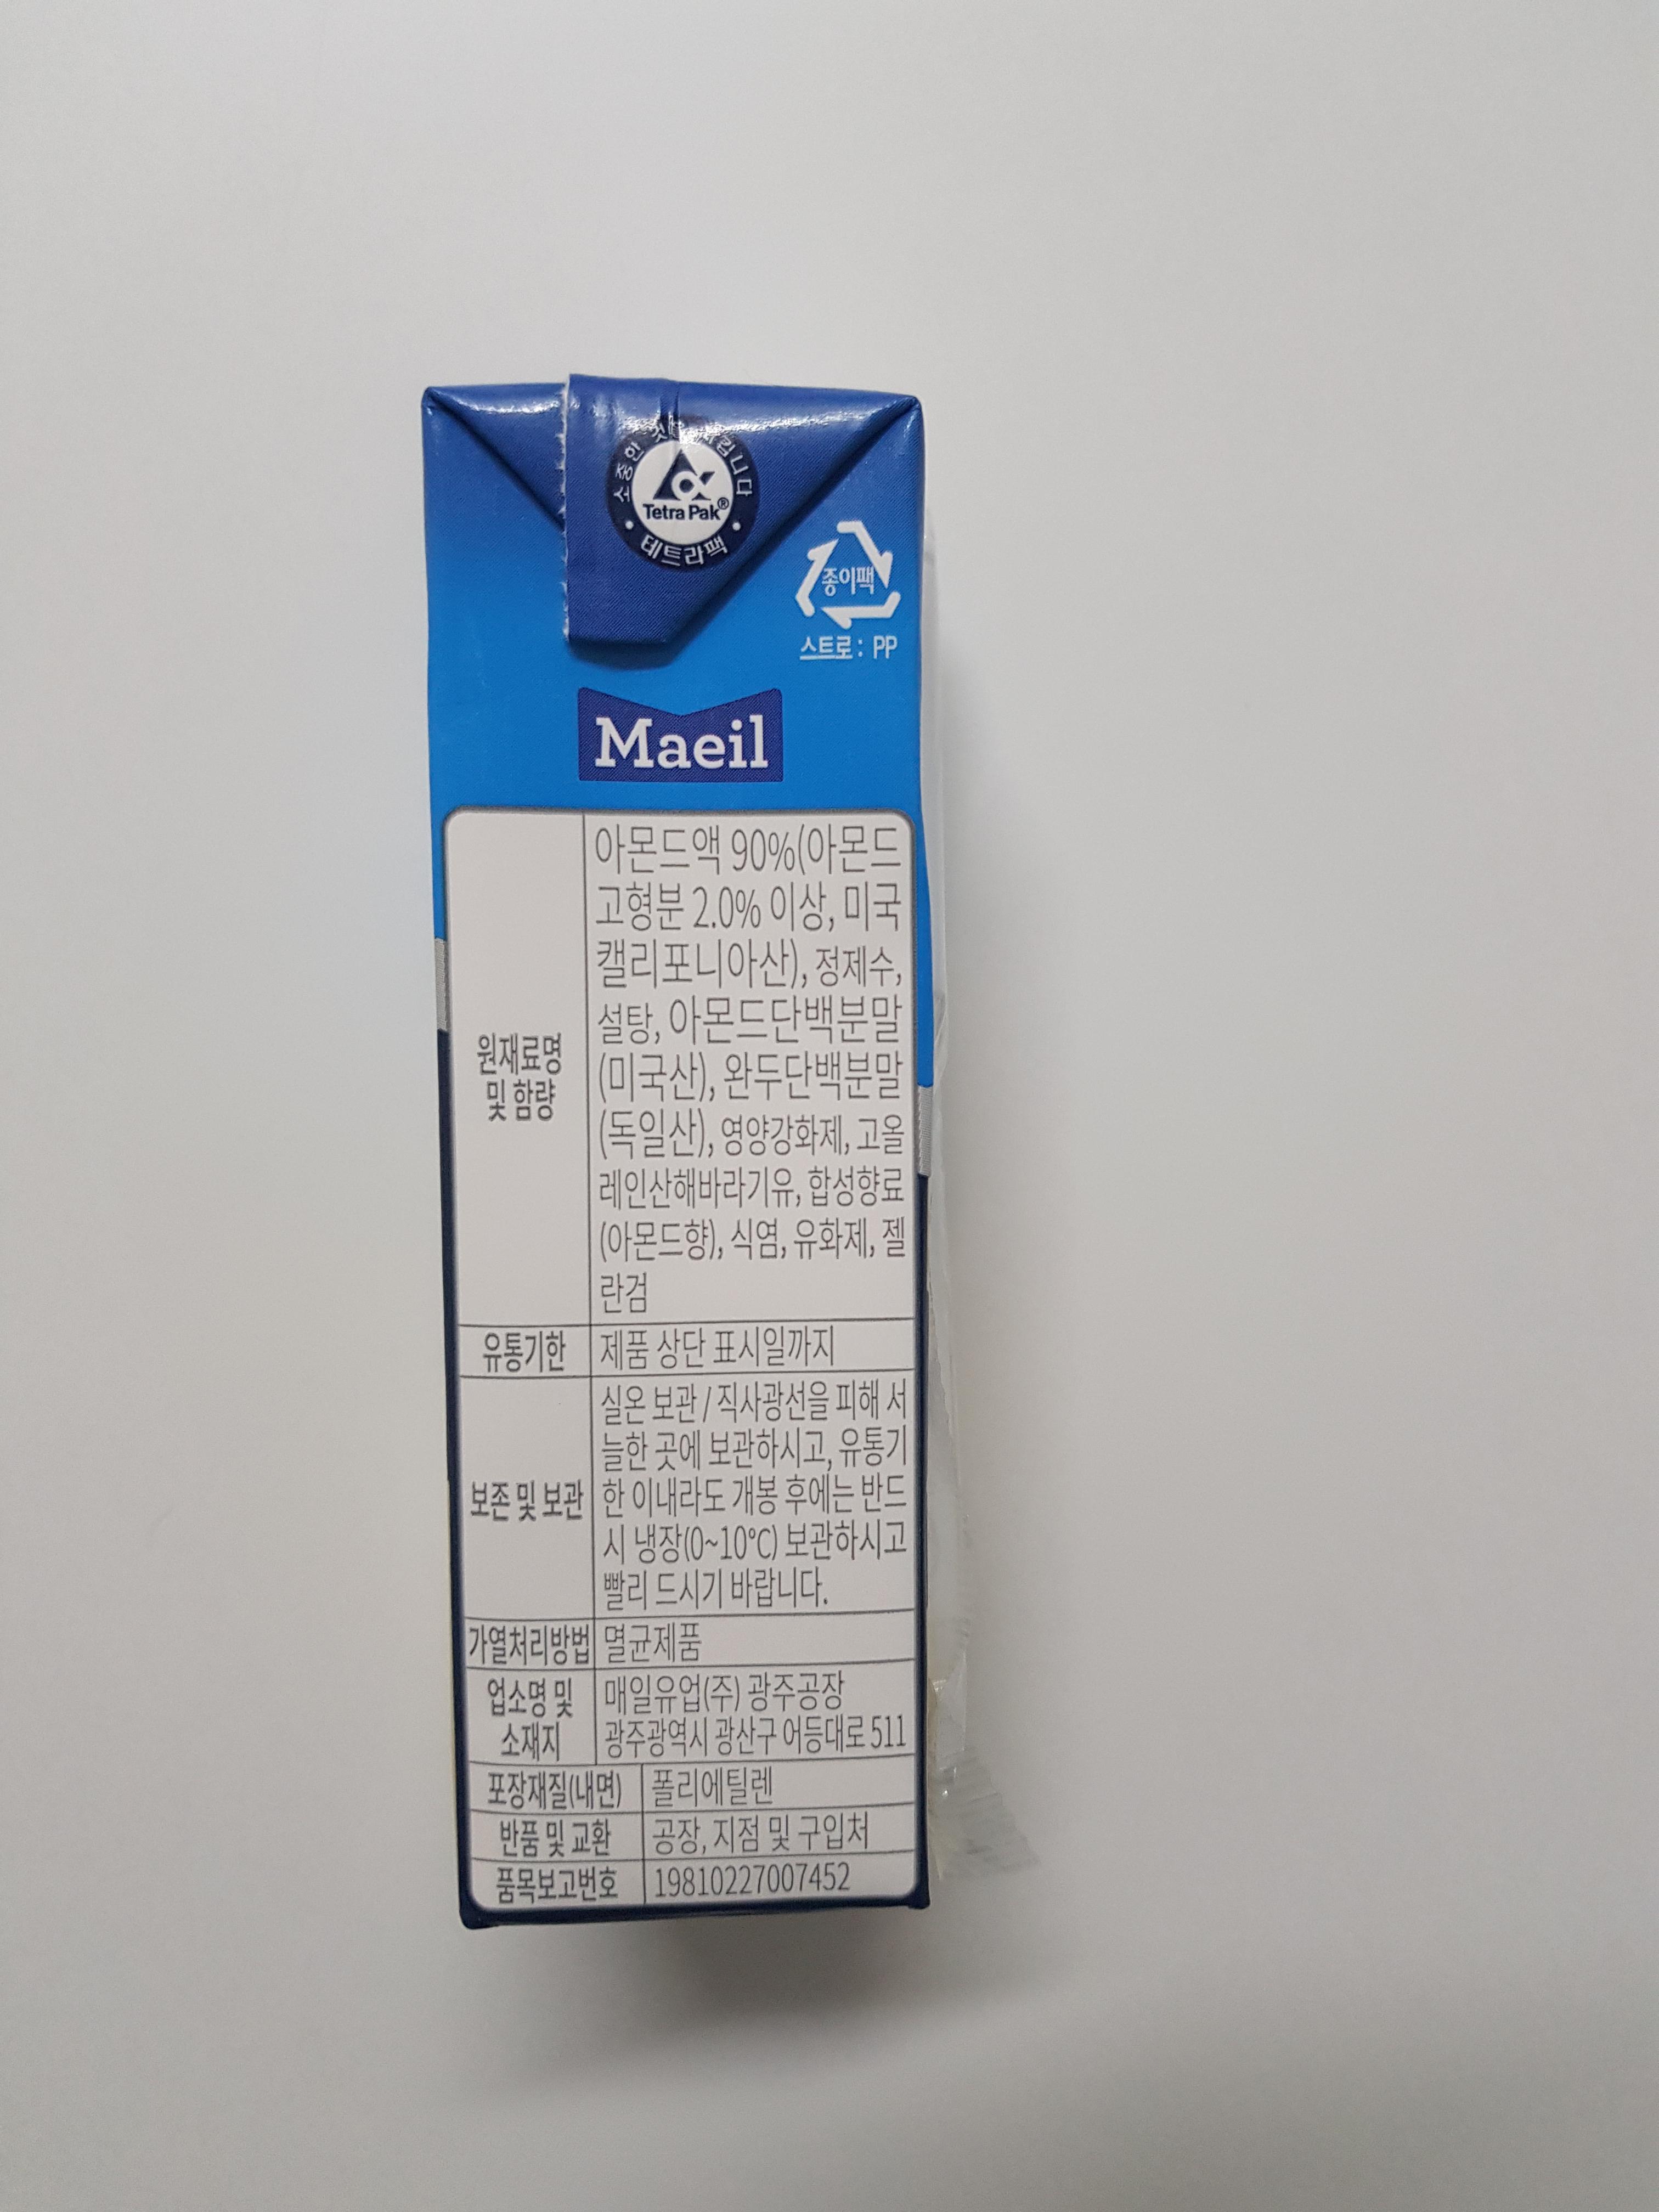 소중한 것을 지킵니다
Tetra Pak®
테트라팩
종이팩
스트로 : PP
Maeil
원재료명
및 함량
아몬드액 90%(아몬드
고형분 2.0% 이상, 미국
캘리포니아산), 정제수,
설탕, 아몬드단백분말
(미국산), 완두단백분말
(독일산), 영양강화제, 고올
레인산해바라기유, 합성향료
(아몬드향), 식염, 유화제, 젤
란검
유통기한
제품 상단 표시일까지
보존 및 보관
실온 보관 / 직사광선을 피해 서
늘한 곳에 보관하시고, 유통기
한 이내라도 개봉 후에는 반드
시 냉장(0~10℃) 보관하시고
빨리 드시기 바랍니다.
가열처리방법
멸균제품
업소명 및
소재지
매일유업(주) 광주공장
광주광역시 광산구 어등대로 511
포장재질(내면)
폴리에틸렌
반품 및 교환
공장, 지점 및 구입처
품목보고번호
19810227007452